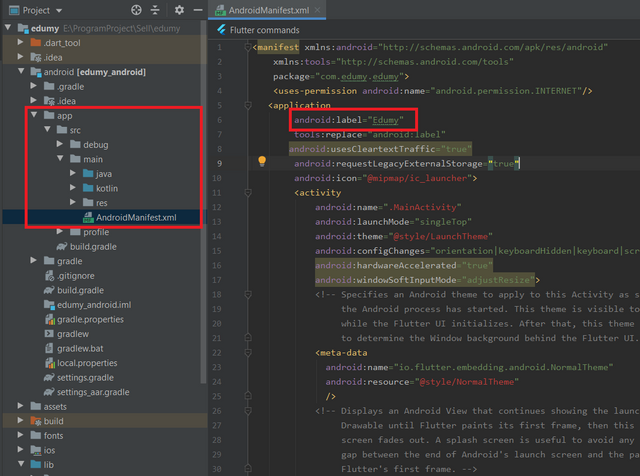 Project
edumy E:\ProgramProject\Sell\edumy
.dart_tool
.idea
android [edumy_android]
.gradle
.idea
app
src
debug
main
java
kotlin
res
AndroidManifest.xml
profile
build.gradle
gradle
.gitignore
build.gradle
edumy_android.iml
gradle.properties
gradlew
gradlew.bat
local.properties
settings.gradle
settings_aar.gradle
assets
build
fonts
ios
lib
AndroidManifest.xml
Flutter commands
1 <manifest xmlns:android="http://schemas.android.com/apk/res/android"
2 xmlns:tools="http://schemas.android.com/tools"
3 package="com.edumy.edumy">
4 <uses-permission android:name="android.permission.INTERNET"/>
5 <application
6 android:label="Edumy"
7 tools:replace="android:label"
8 android:usesCleartextTraffic="true"
9 android:requestLegacyExternalStorage="true"
10 android:icon="@mipmap/ic_launcher">
11 <activity
12 android:name=".MainActivity"
13 android:launchMode="singleTop"
14 android:theme="@style/LaunchTheme"
15 android:configChanges="orientation|keyboardHidden|keyboard|scr
16 android:hardwareAccelerated="true"
17 android:windowSoftInputMode="adjustResize">
18 <!-- Specifies an Android theme to apply to this Activity as s
19 the Android process has started. This theme is visible to
20 while the Flutter UI initializes. After that, this theme
21 to determine the Window background behind the Flutter UI.
22 <meta-data
23 android:name="io.flutter.embedding.android.NormalTheme"
24 android:resource="@style/NormalTheme"
25 />
26 <!-- Displays an Android View that continues showing the launc
27 Drawable until Flutter paints its first frame, then this
28 screen fades out. A splash screen is useful to avoid any
29 gap between the end of Android's launch screen and the pa
30 Flutter's first frame. -->